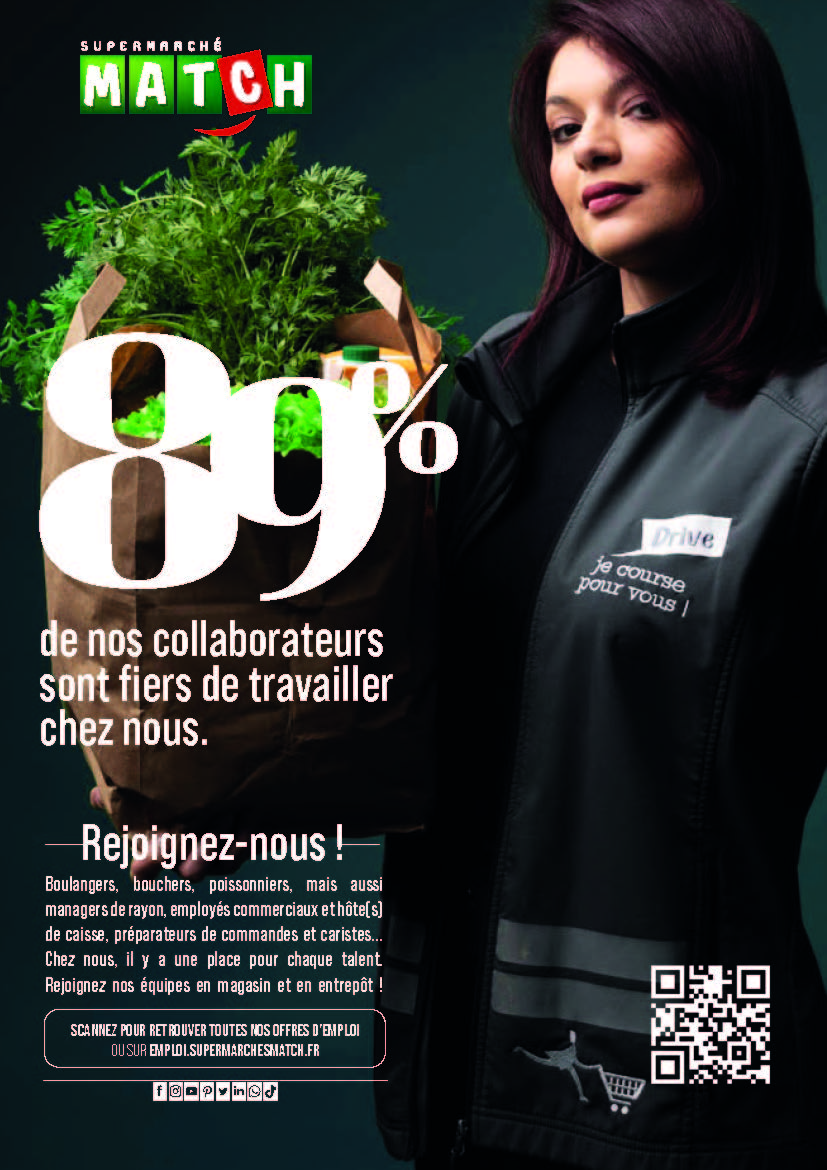 SUPERMARCHÉ
MATCH
89%
de nos collaborateurs
sont fiers de travailler
chez nous.
Drive
je course
pour vous !
Rejoignez-nous !
Boulangers, bouchers, poissonniers, mais aussi
managers de rayon, employés commerciaux et hôte(s)
de caisse, préparateurs de commandes et caristes...
Chez nous, il y a une place pour chaque talent.
Rejoignez nos équipes en magasin et en entrepôt !
SCANNEZ POUR RETROUVER TOUTES NOS OFFRES D'EMPLOI
OU SUR EMPLOI.SUPERMARCHESMATCH.FR